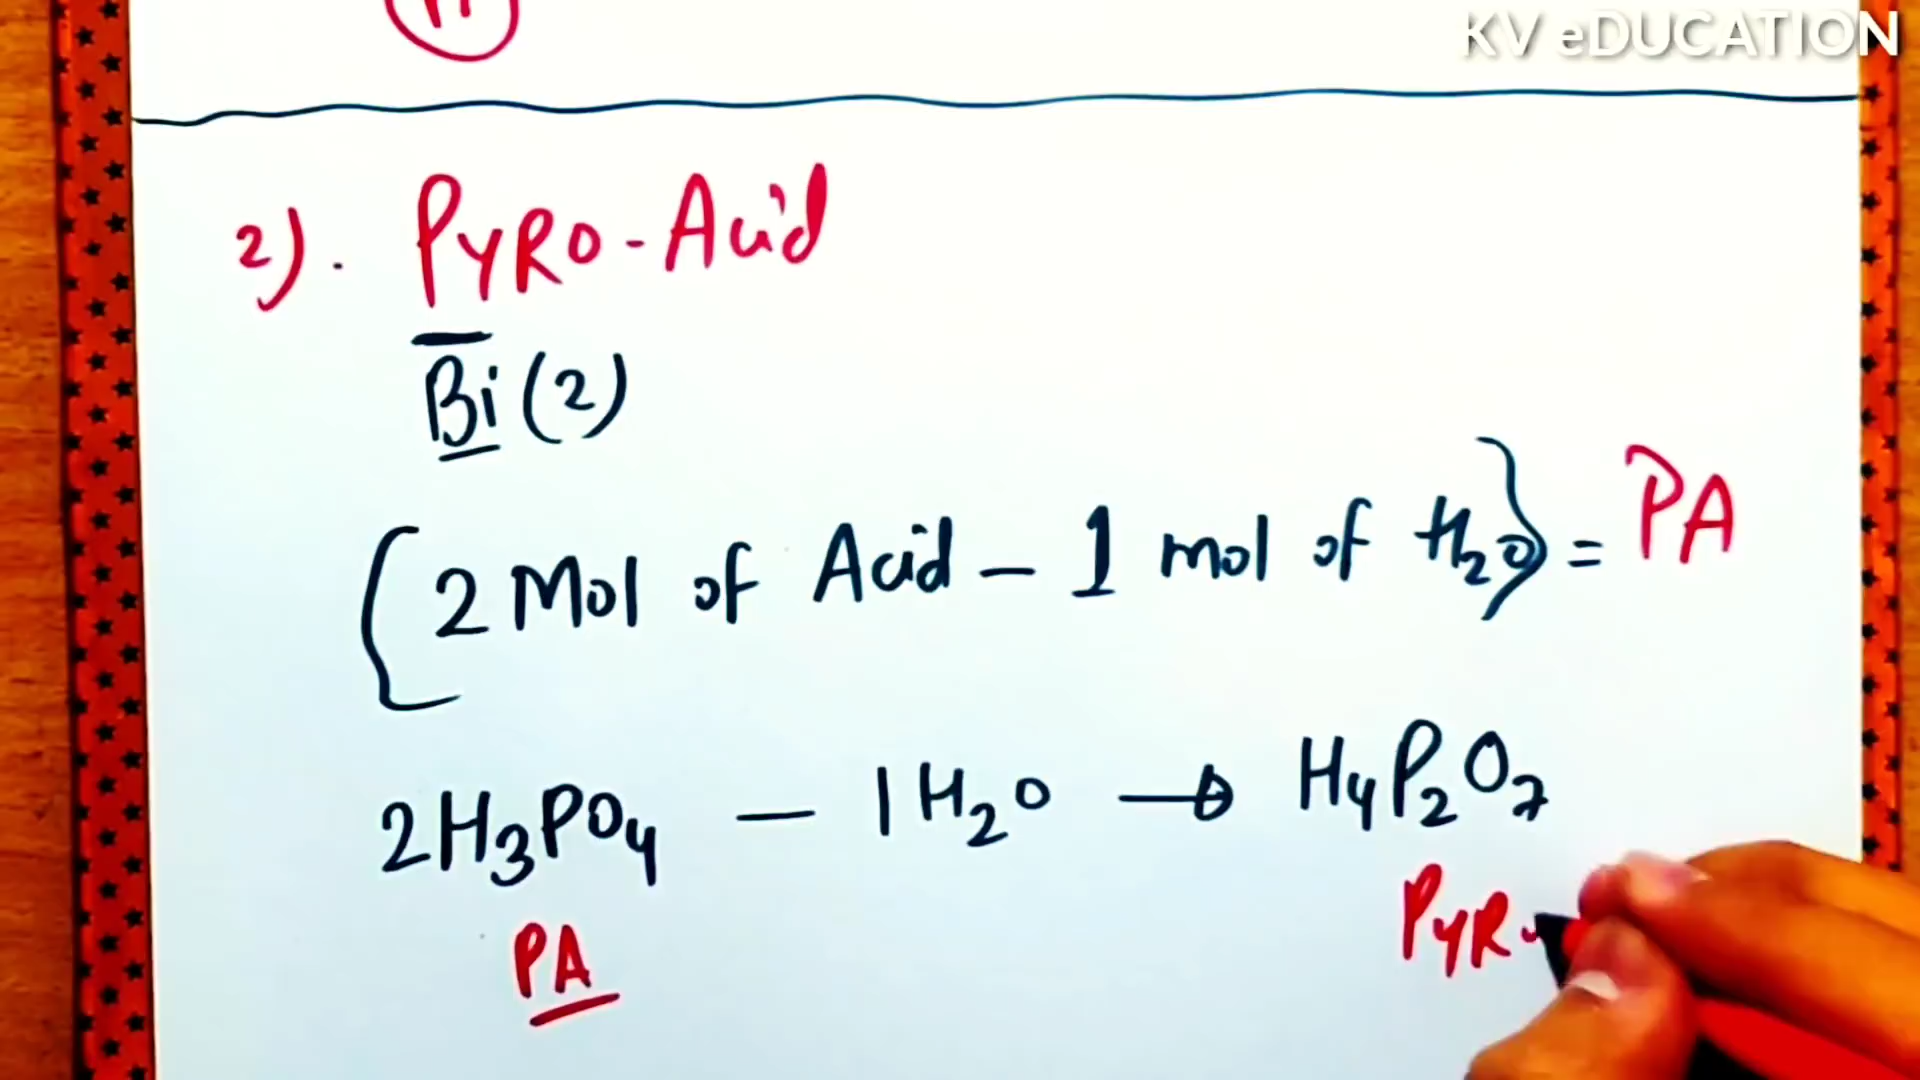 KV eDUCATION
2). PYRO-Acid
Bi (2)
{2 Mol of Acid - 1 mol of H₂O} = PA
2H₃PO₄ - 1H₂O → H₄P₂O₇
PA
PYR